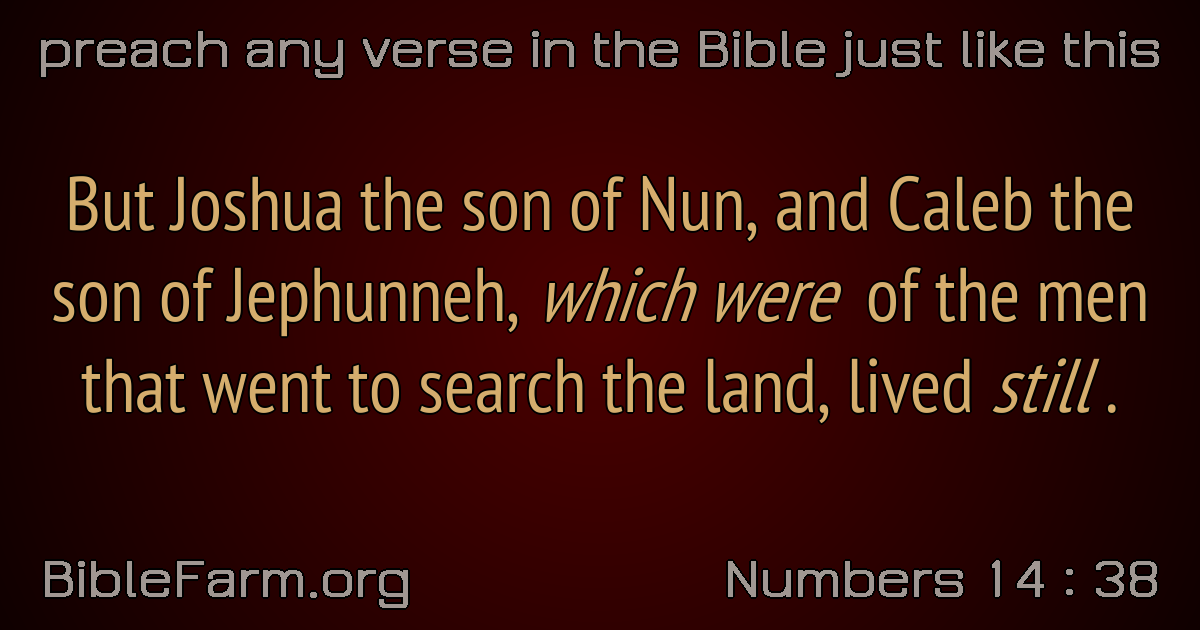 preach any verse in the Bible just like this
But Joshua the son of Nun, and Caleb the
son of Jephunneh, which were of the men
that went to search the land, lived still .
BibleFarm.org
Numbers 14 : 38